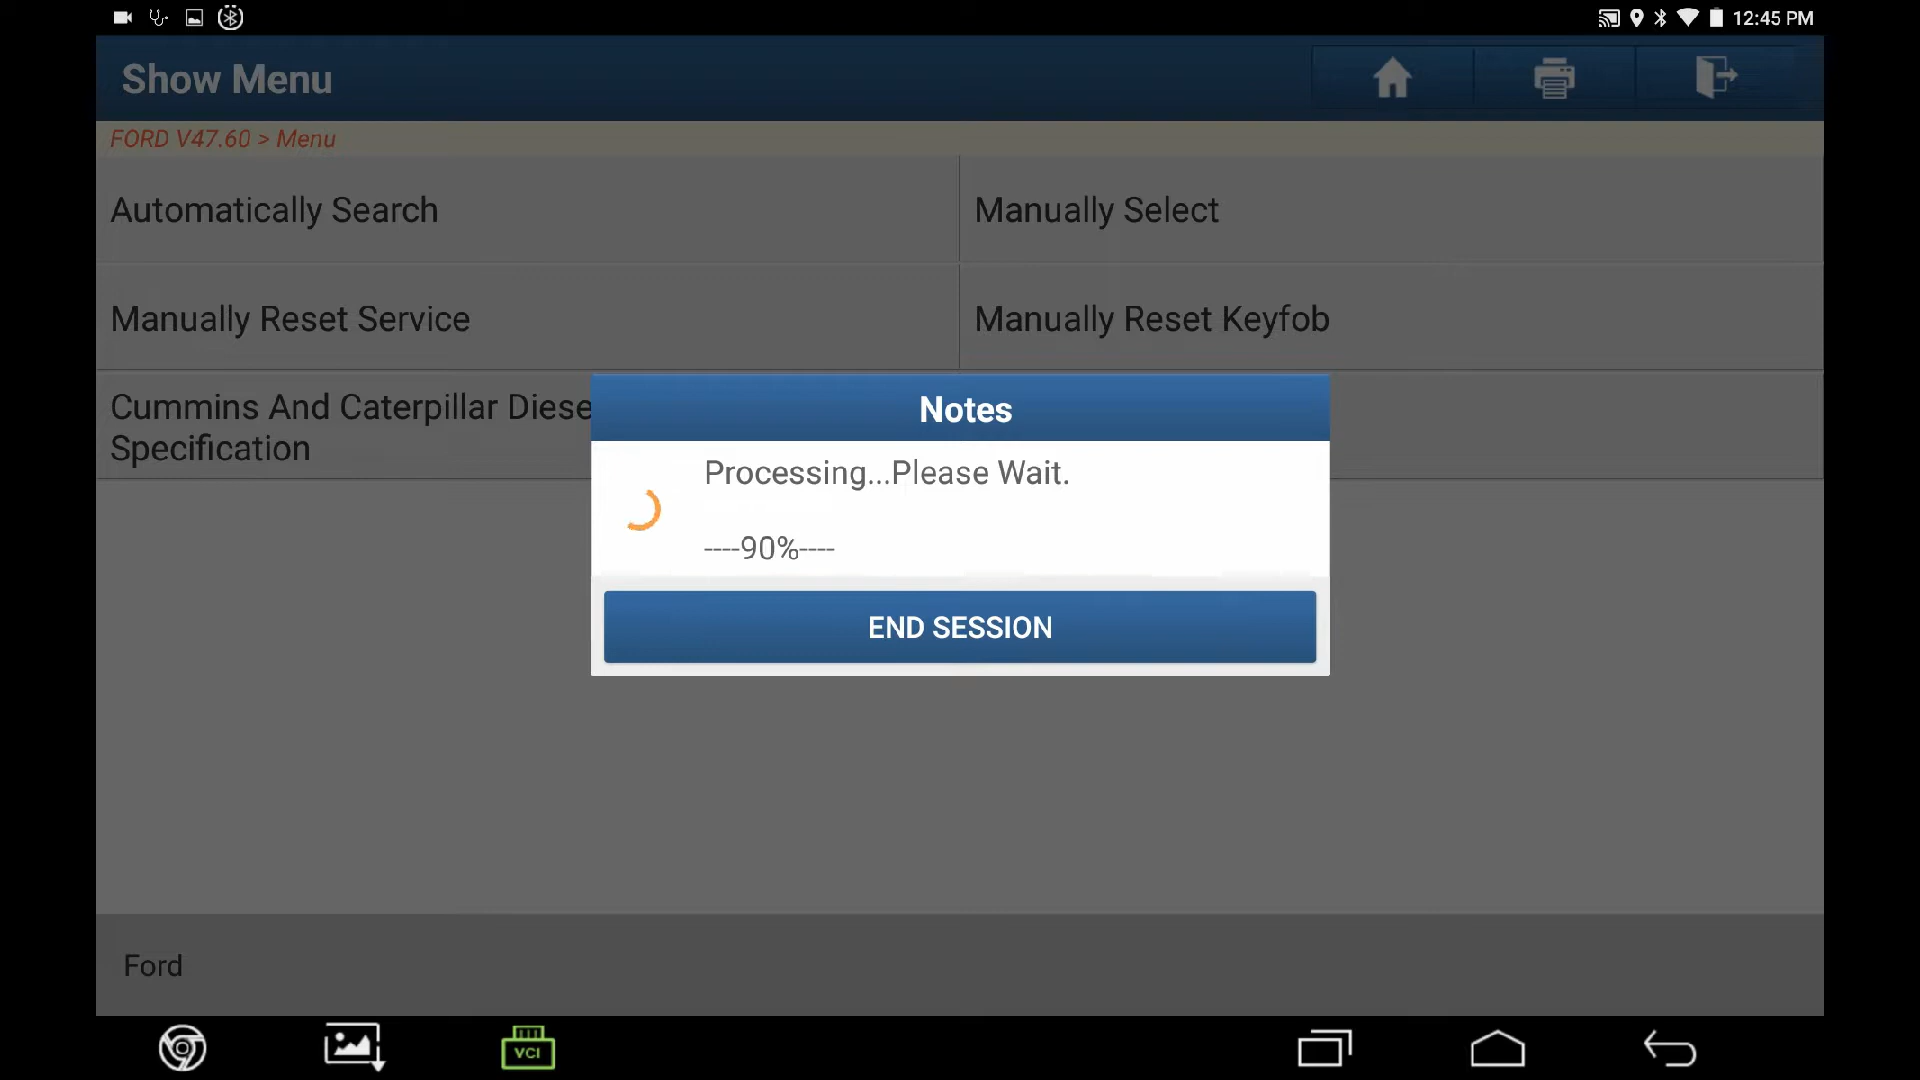 12:45 PM
Show Menu
FORD V47.60 > Menu
Automatically Search
Manually Select
Manually Reset Service
Manually Reset Keyfob
Cummins And Caterpillar Diese
Specification
Notes
Processing...Please Wait.
----90%----
END SESSION
Ford
VCI